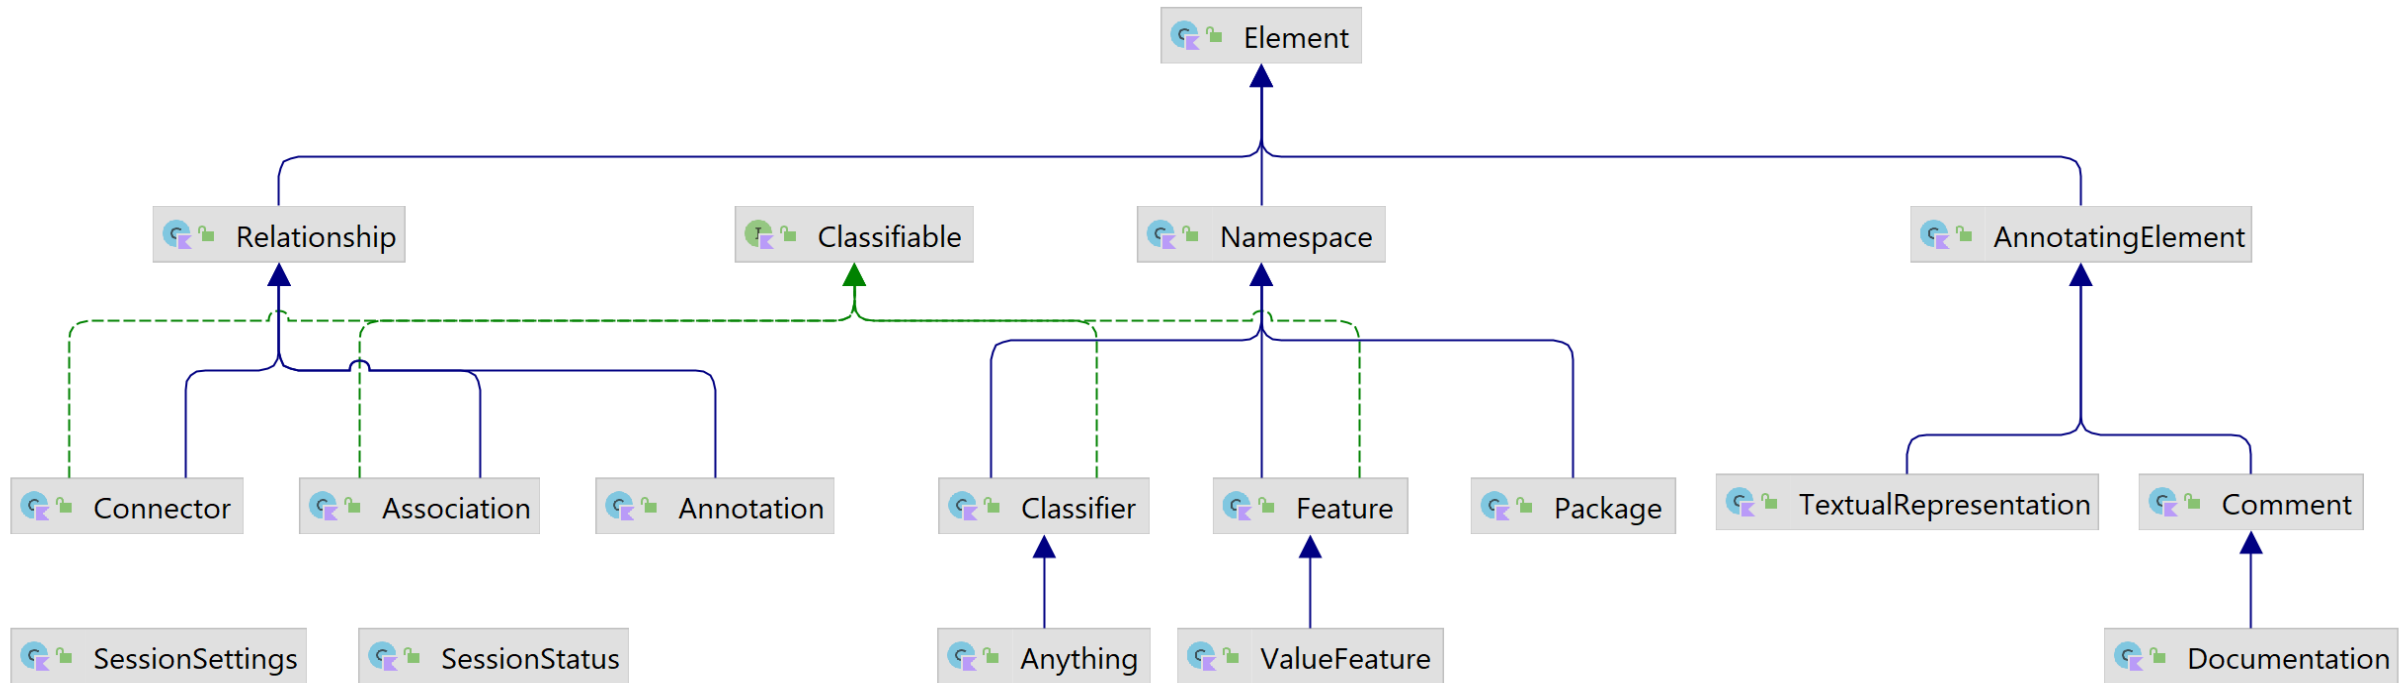 Element
Relationship
Classifiable
Namespace
AnnotatingElement
Connector
Association
Annotation
Classifier
Feature
Package
TextualRepresentation
Comment
SessionSettings
SessionStatus
Anything
ValueFeature
Documentation